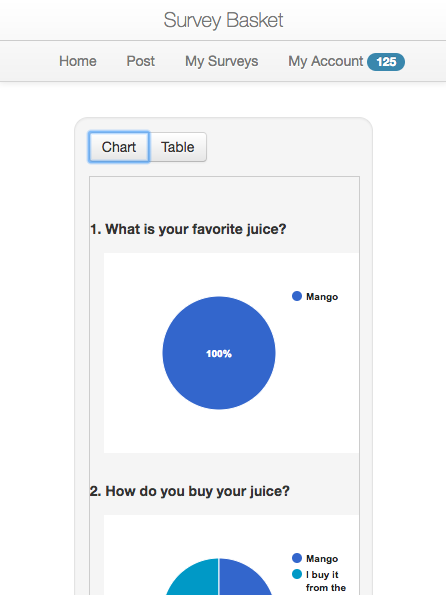 Survey Basket
Home Post My Surveys My Account 125
Chart Table
1. What is your favorite juice?
Mango
100%
2. How do you buy your juice?
Mango
I buy it
from the